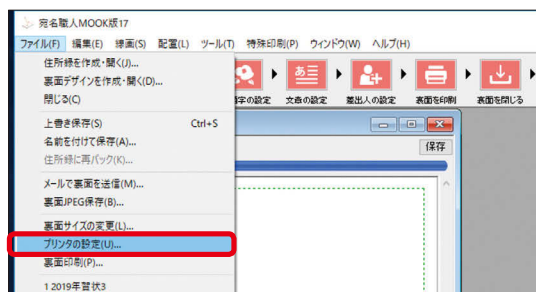 宛名職人MOOK版17
ファイル(F) 編集(E) 線画(S) 配置(L) ツール(T) 特殊印刷(P) ウィンドウ(W) ヘルプ(H)
住所録を作成・開く(J)...
裏面デザインを作成・開く(D)...
閉じる(C)
字の設定 文章の設定 差出人の設定 裏面を印刷 裏面を閉じる
上書き保存(S) Ctrl+S
名前を付けて保存(A)...
住所録に再パック(K)...
保存
メールで裏面を送信(M)...
裏面JPEG保存(B)...
裏面サイズの変更(L)...
プリンタの設定(U)...
裏面印刷(P)...
1 2019年賀状3